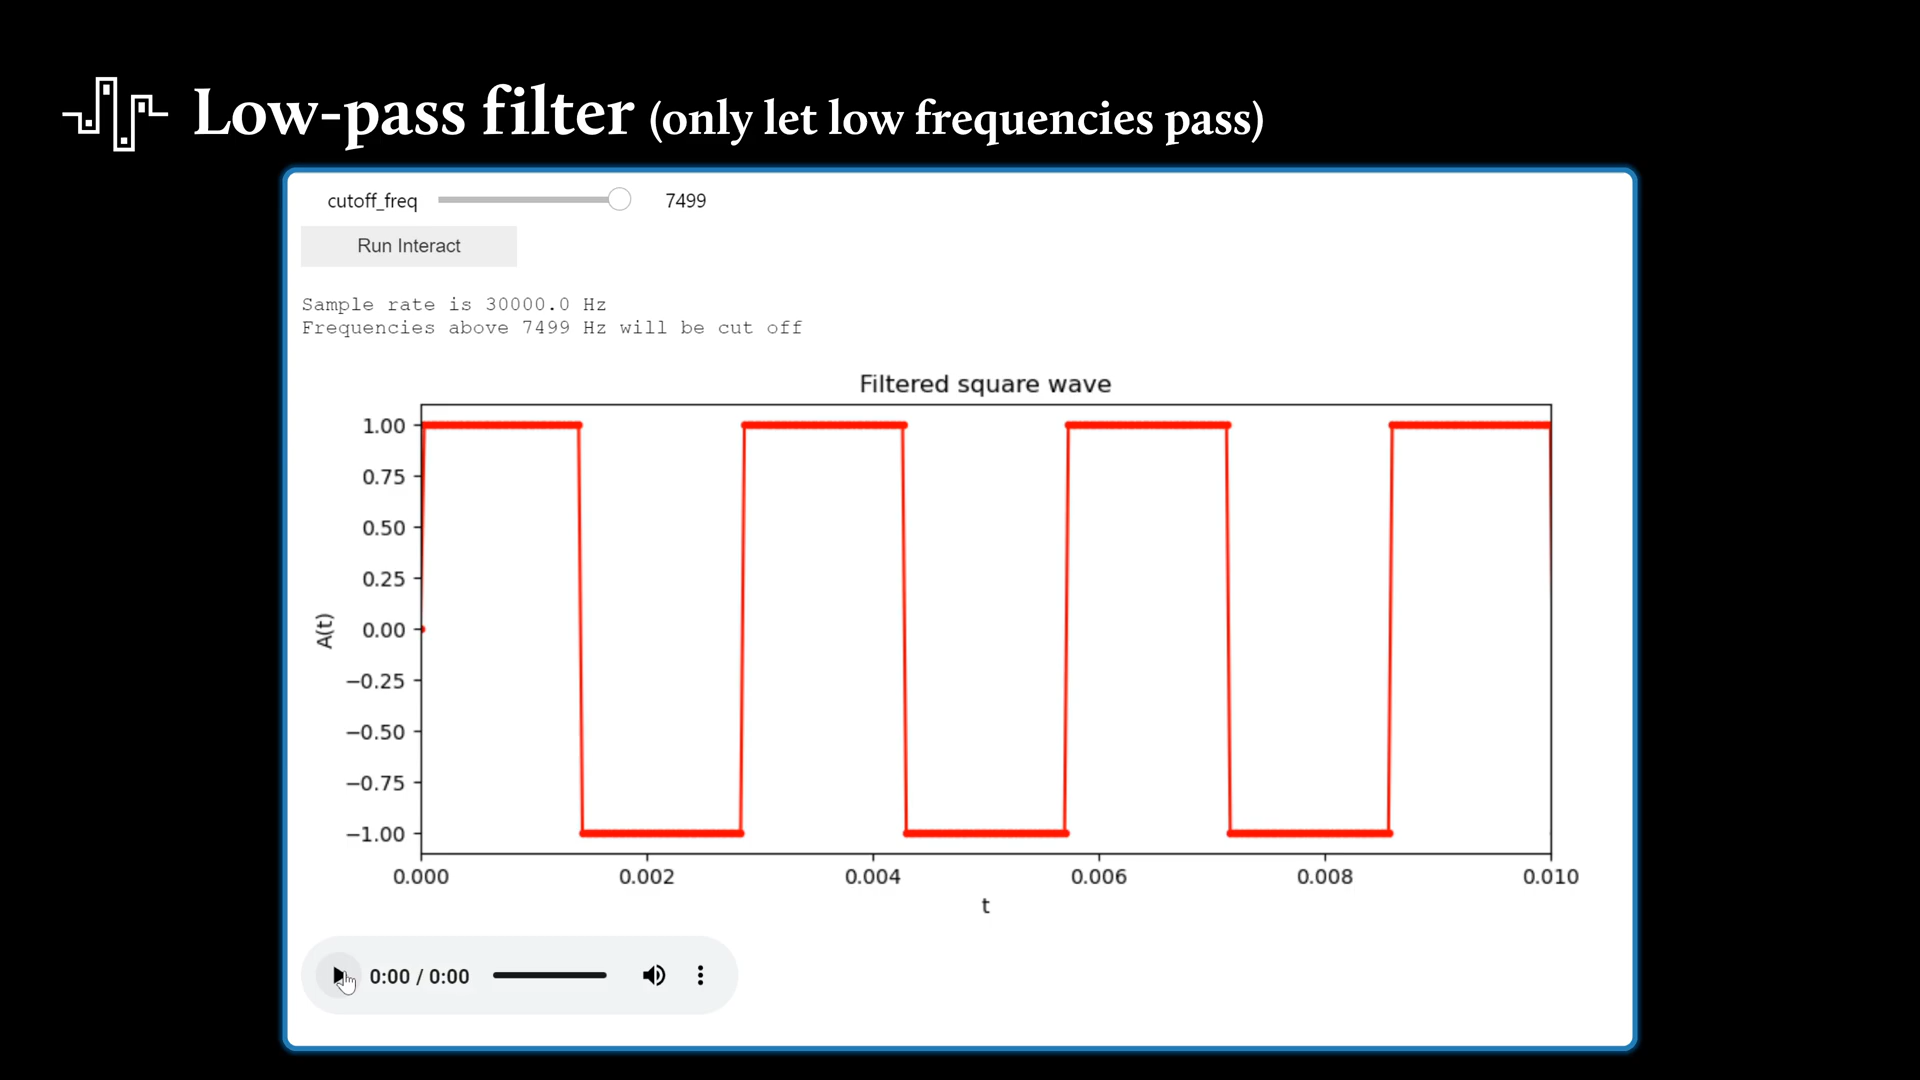 Low-pass filter (only let low frequencies pass)
cutoff_freq 7499
Run Interact
Sample rate is 30000.0 Hz
Frequencies above 7499 Hz will be cut off
Filtered square wave
1.00
0.75
0.50
0.25
0.00
−0.25
−0.50
−0.75
−1.00
A(t)
0.000 0.002 0.004 0.006 0.008 0.010
t
0:00 / 0:00